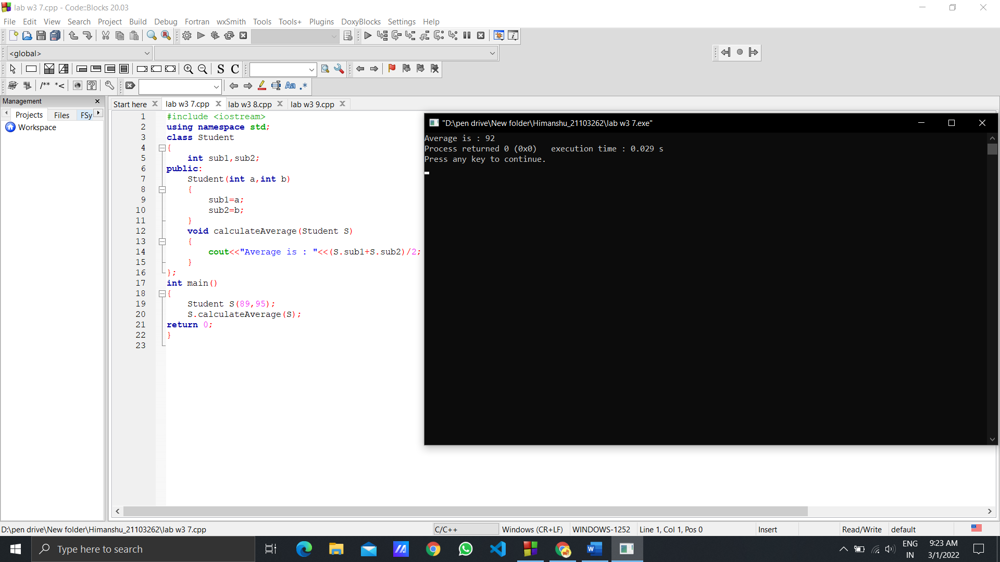 lab w3 7.cpp - Code::Blocks 20.03
File Edit View Search Project Build Debug Fortran wxSmith Tools Tools+ Plugins DoxyBlocks Settings Help
<global>
S C
/** *<
Aa .*
Management
Projects Files FSy
Workspace
Start here lab w3 7.cpp lab w3 8.cpp lab w3 9.cpp
1 #include <iostream>
2 using namespace std;
3 class Student
4 {
5 int sub1,sub2;
6 public:
7 Student(int a,int b)
8 {
9 sub1=a;
10 sub2=b;
11 }
12 void calculateAverage(Student S)
13 {
14 cout<<"Average is : "<<(S.sub1+S.sub2)/2;
15 }
16 };
17 int main()
18 {
19 Student S(89,95);
20 S.calculateAverage(S);
21 return 0;
22 }
23
"D:\pen drive\New folder\Himanshu_21103262\lab w3 7.exe"
Average is : 92
Process returned 0 (0x0)   execution time : 0.029 s
Press any key to continue.
D:\pen drive\New folder\Himanshu_21103262\lab w3 7.cpp C/C++ Windows (CR+LF) WINDOWS-1252 Line 1, Col 1, Pos 0 Insert Read/Write default
Type here to search
ENG
IN
9:23 AM
3/1/2022